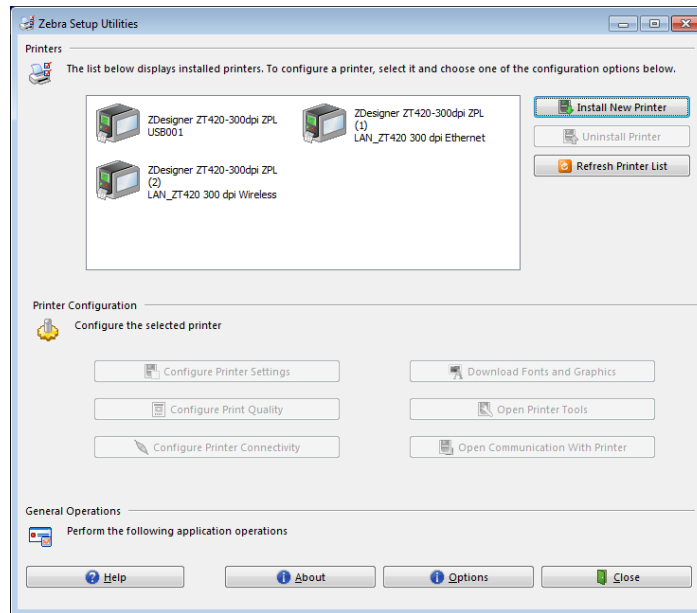 Zebra Setup Utilities
Printers
The list below displays installed printers. To configure a printer, select it and choose one of the configuration options below.
ZDesigner ZT420-300dpi ZPL
USB001
ZDesigner ZT420-300dpi ZPL
(1)
LAN_ZT420 300 dpi Ethernet
ZDesigner ZT420-300dpi ZPL
(2)
LAN_ZT420 300 dpi Wireless
Install New Printer
Uninstall Printer
Refresh Printer List
Printer Configuration
Configure the selected printer
Configure Printer Settings
Download Fonts and Graphics
Configure Print Quality
Open Printer Tools
Configure Printer Connectivity
Open Communication With Printer
General Operations
Perform the following application operations
Help
About
Options
Close